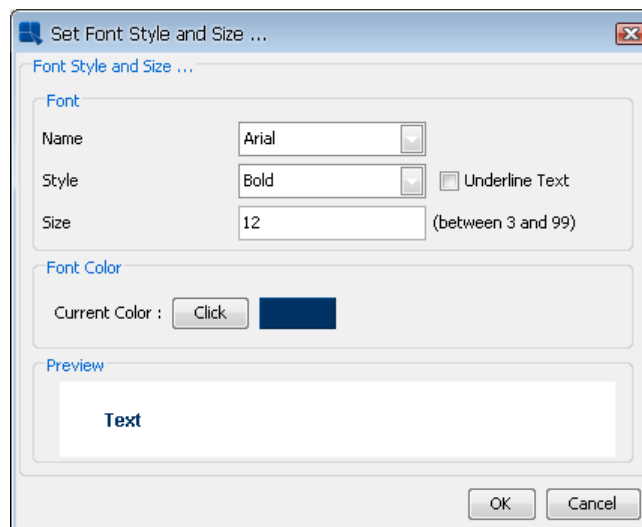 Set Font Style and Size ...
Font Style and Size ...
Font
Name Arial
Style Bold Underline Text
Size 12 (between 3 and 99)
Font Color
Current Color : Click
Preview
Text
OK Cancel